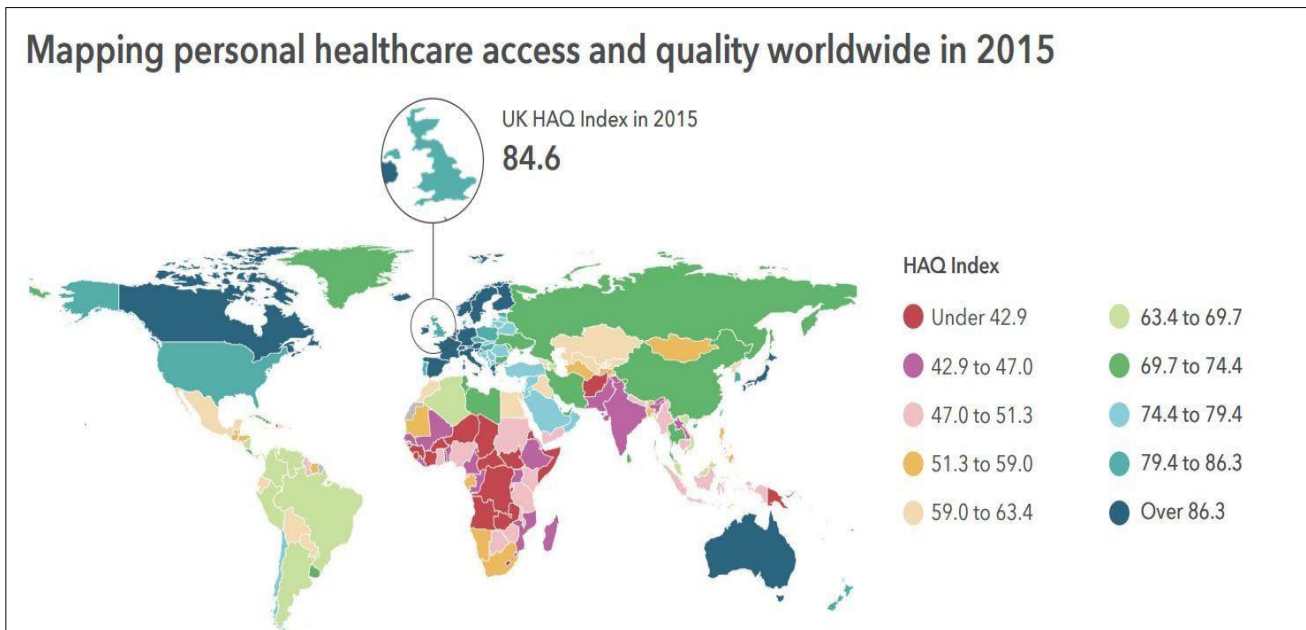 Mapping personal healthcare access and quality worldwide in 2015
UK HAQ Index in 2015
84.6
HAQ Index
Under 42.9
42.9 to 47.0
47.0 to 51.3
51.3 to 59.0
59.0 to 63.4
63.4 to 69.7
69.7 to 74.4
74.4 to 79.4
79.4 to 86.3
Over 86.3